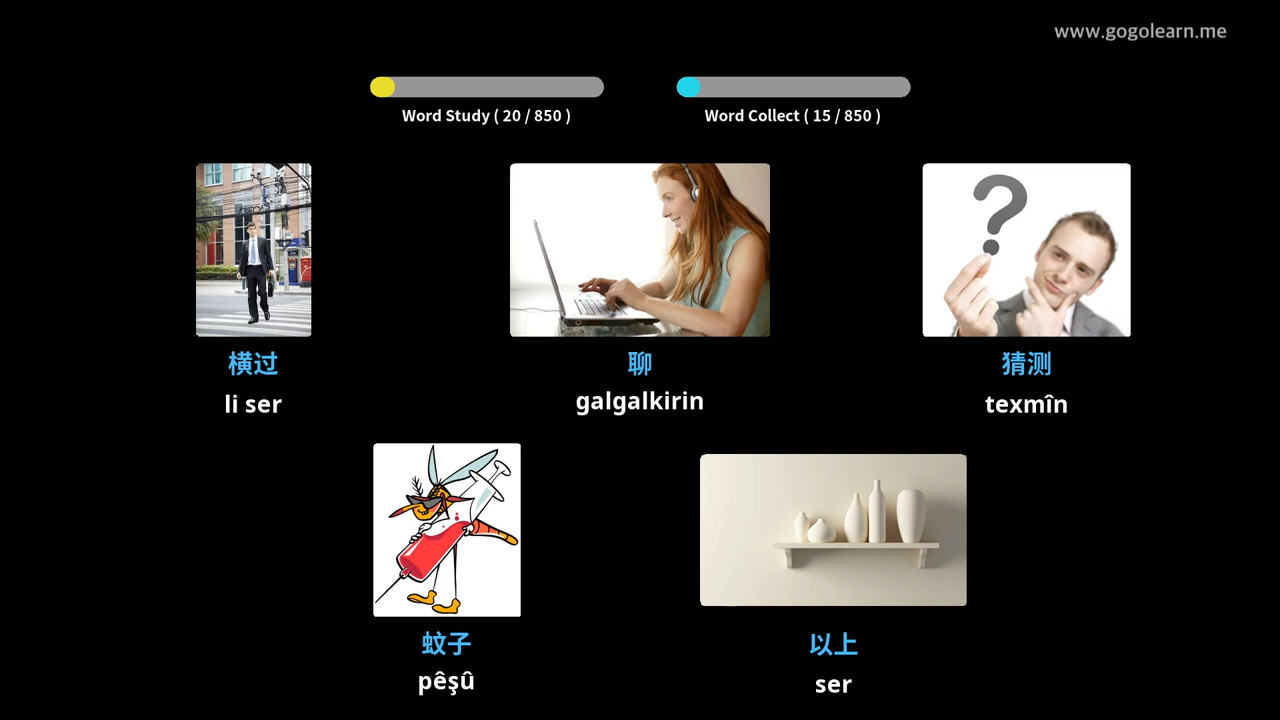 www.gogolearn.me
Word Study ( 20 / 850 )
Word Collect ( 15 / 850 )
横过
li ser
聊
galgalkirin
猜测
texmîn
蚊子
pêşû
以上
ser